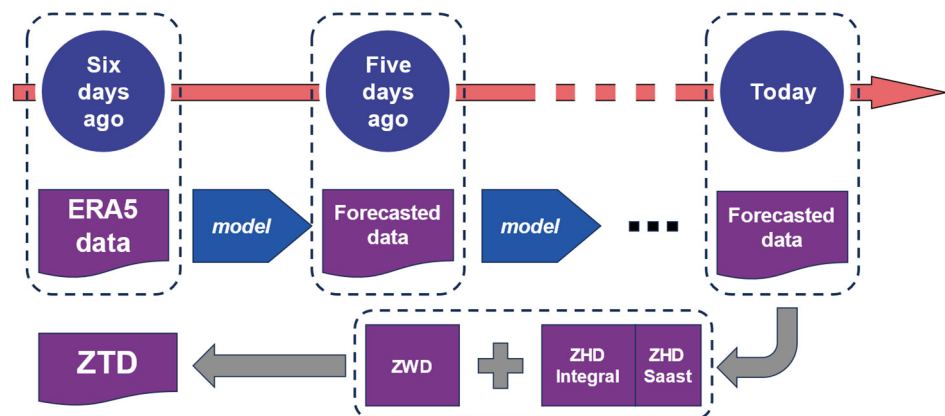 Six
days
ago
Five
days
ago
Today
ERA5
data
model
Forecasted
data
model
Forecasted
data
ZTD
ZWD
ZHD
Integral
ZHD
Saast